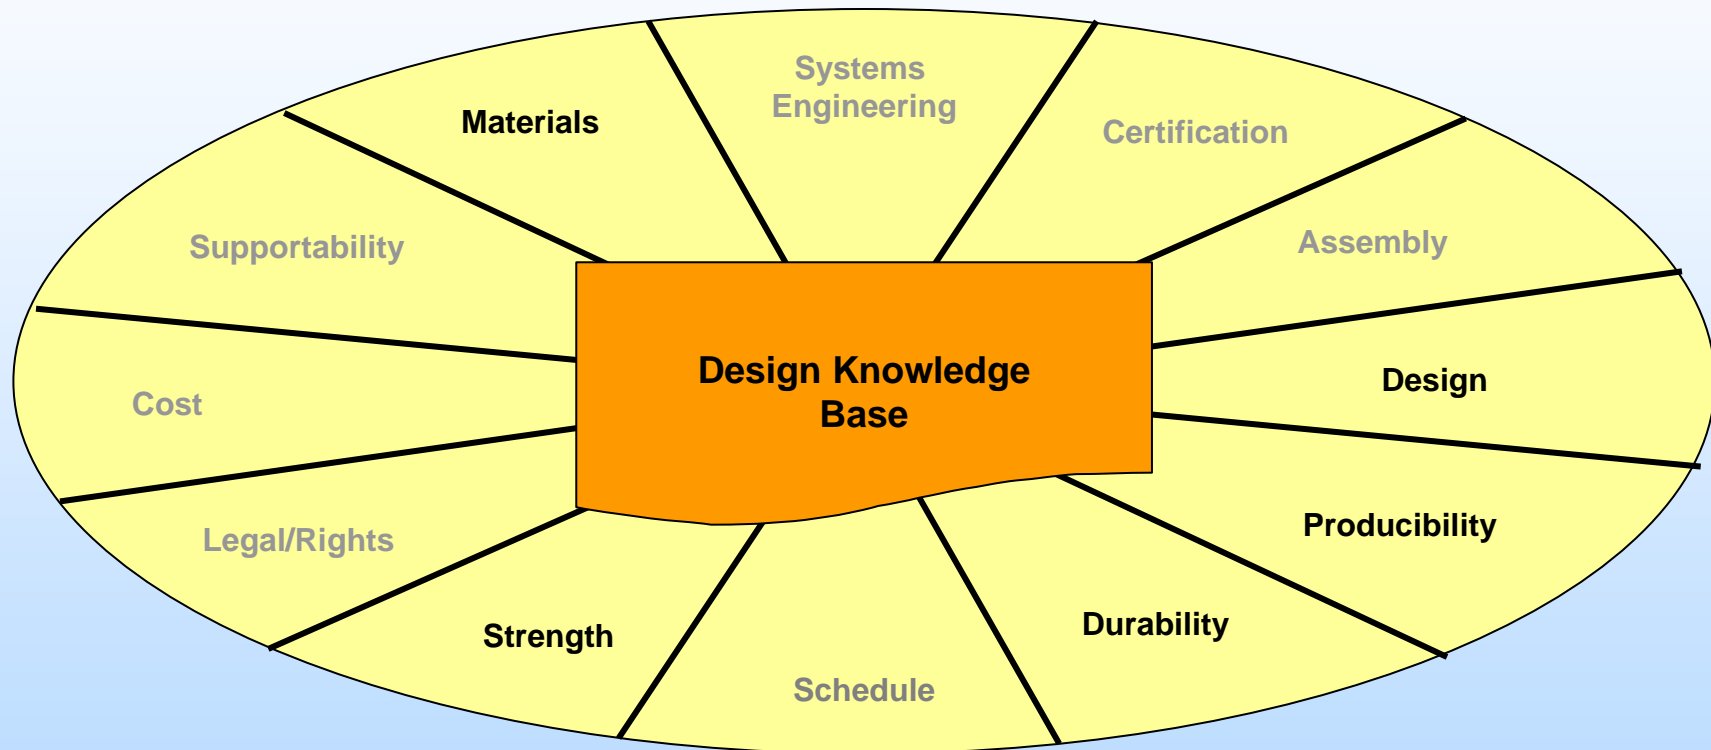 Systems
Engineering
Materials
Certification
Supportability
Assembly
Design Knowledge
Base
Design
Cost
Producibility
Legal/Rights
Durability
Strength
Schedule